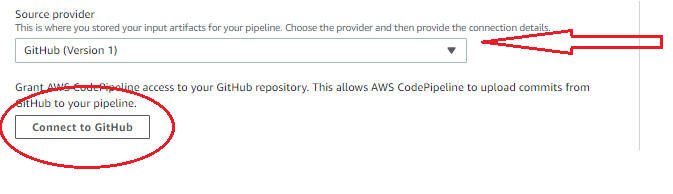 Source provider
This is where you stored your input artifacts for your pipeline. Choose the provider and then provide the connection details.
GitHub (Version 1)
Grant AWS CodePipeline access to your GitHub repository. This allows AWS CodePipeline to upload commits from
GitHub to your pipeline.
Connect to GitHub